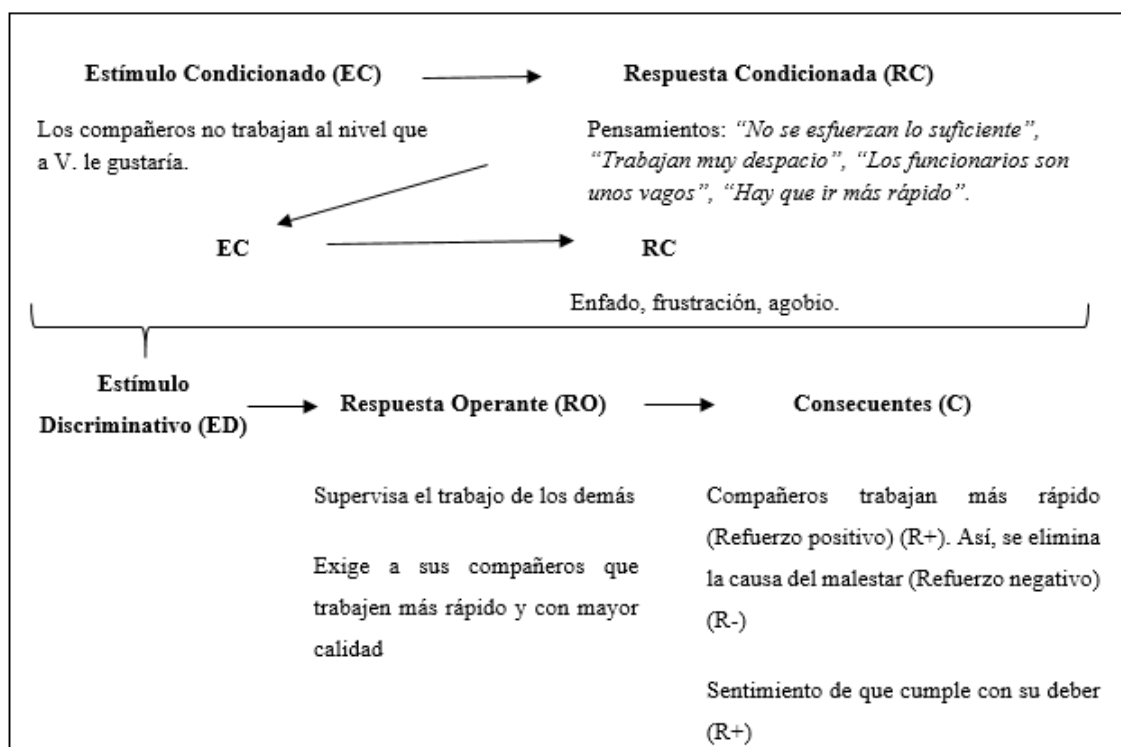 Estímulo Condicionado (EC)
Respuesta Condicionada (RC)
Los compañeros no trabajan al nivel que
a V. le gustaría.
Pensamientos: “No se esfuerzan lo suficiente”,
“Trabajan muy despacio”, “Los funcionarios son
unos vagos”, “Hay que ir más rápido”.
EC
RC
Enfado, frustración, agobio.
Estímulo
Discriminativo (ED)
Respuesta Operante (RO)
Consecuentes (C)
Supervisa el trabajo de los demás
Exige a sus compañeros que
trabajen más rápido y con mayor
calidad
Compañeros trabajan más rápido
(Refuerzo positivo) (R+). Así, se elimina
la causa del malestar (Refuerzo negativo)
(R-)
Sentimiento de que cumple con su deber
(R+)